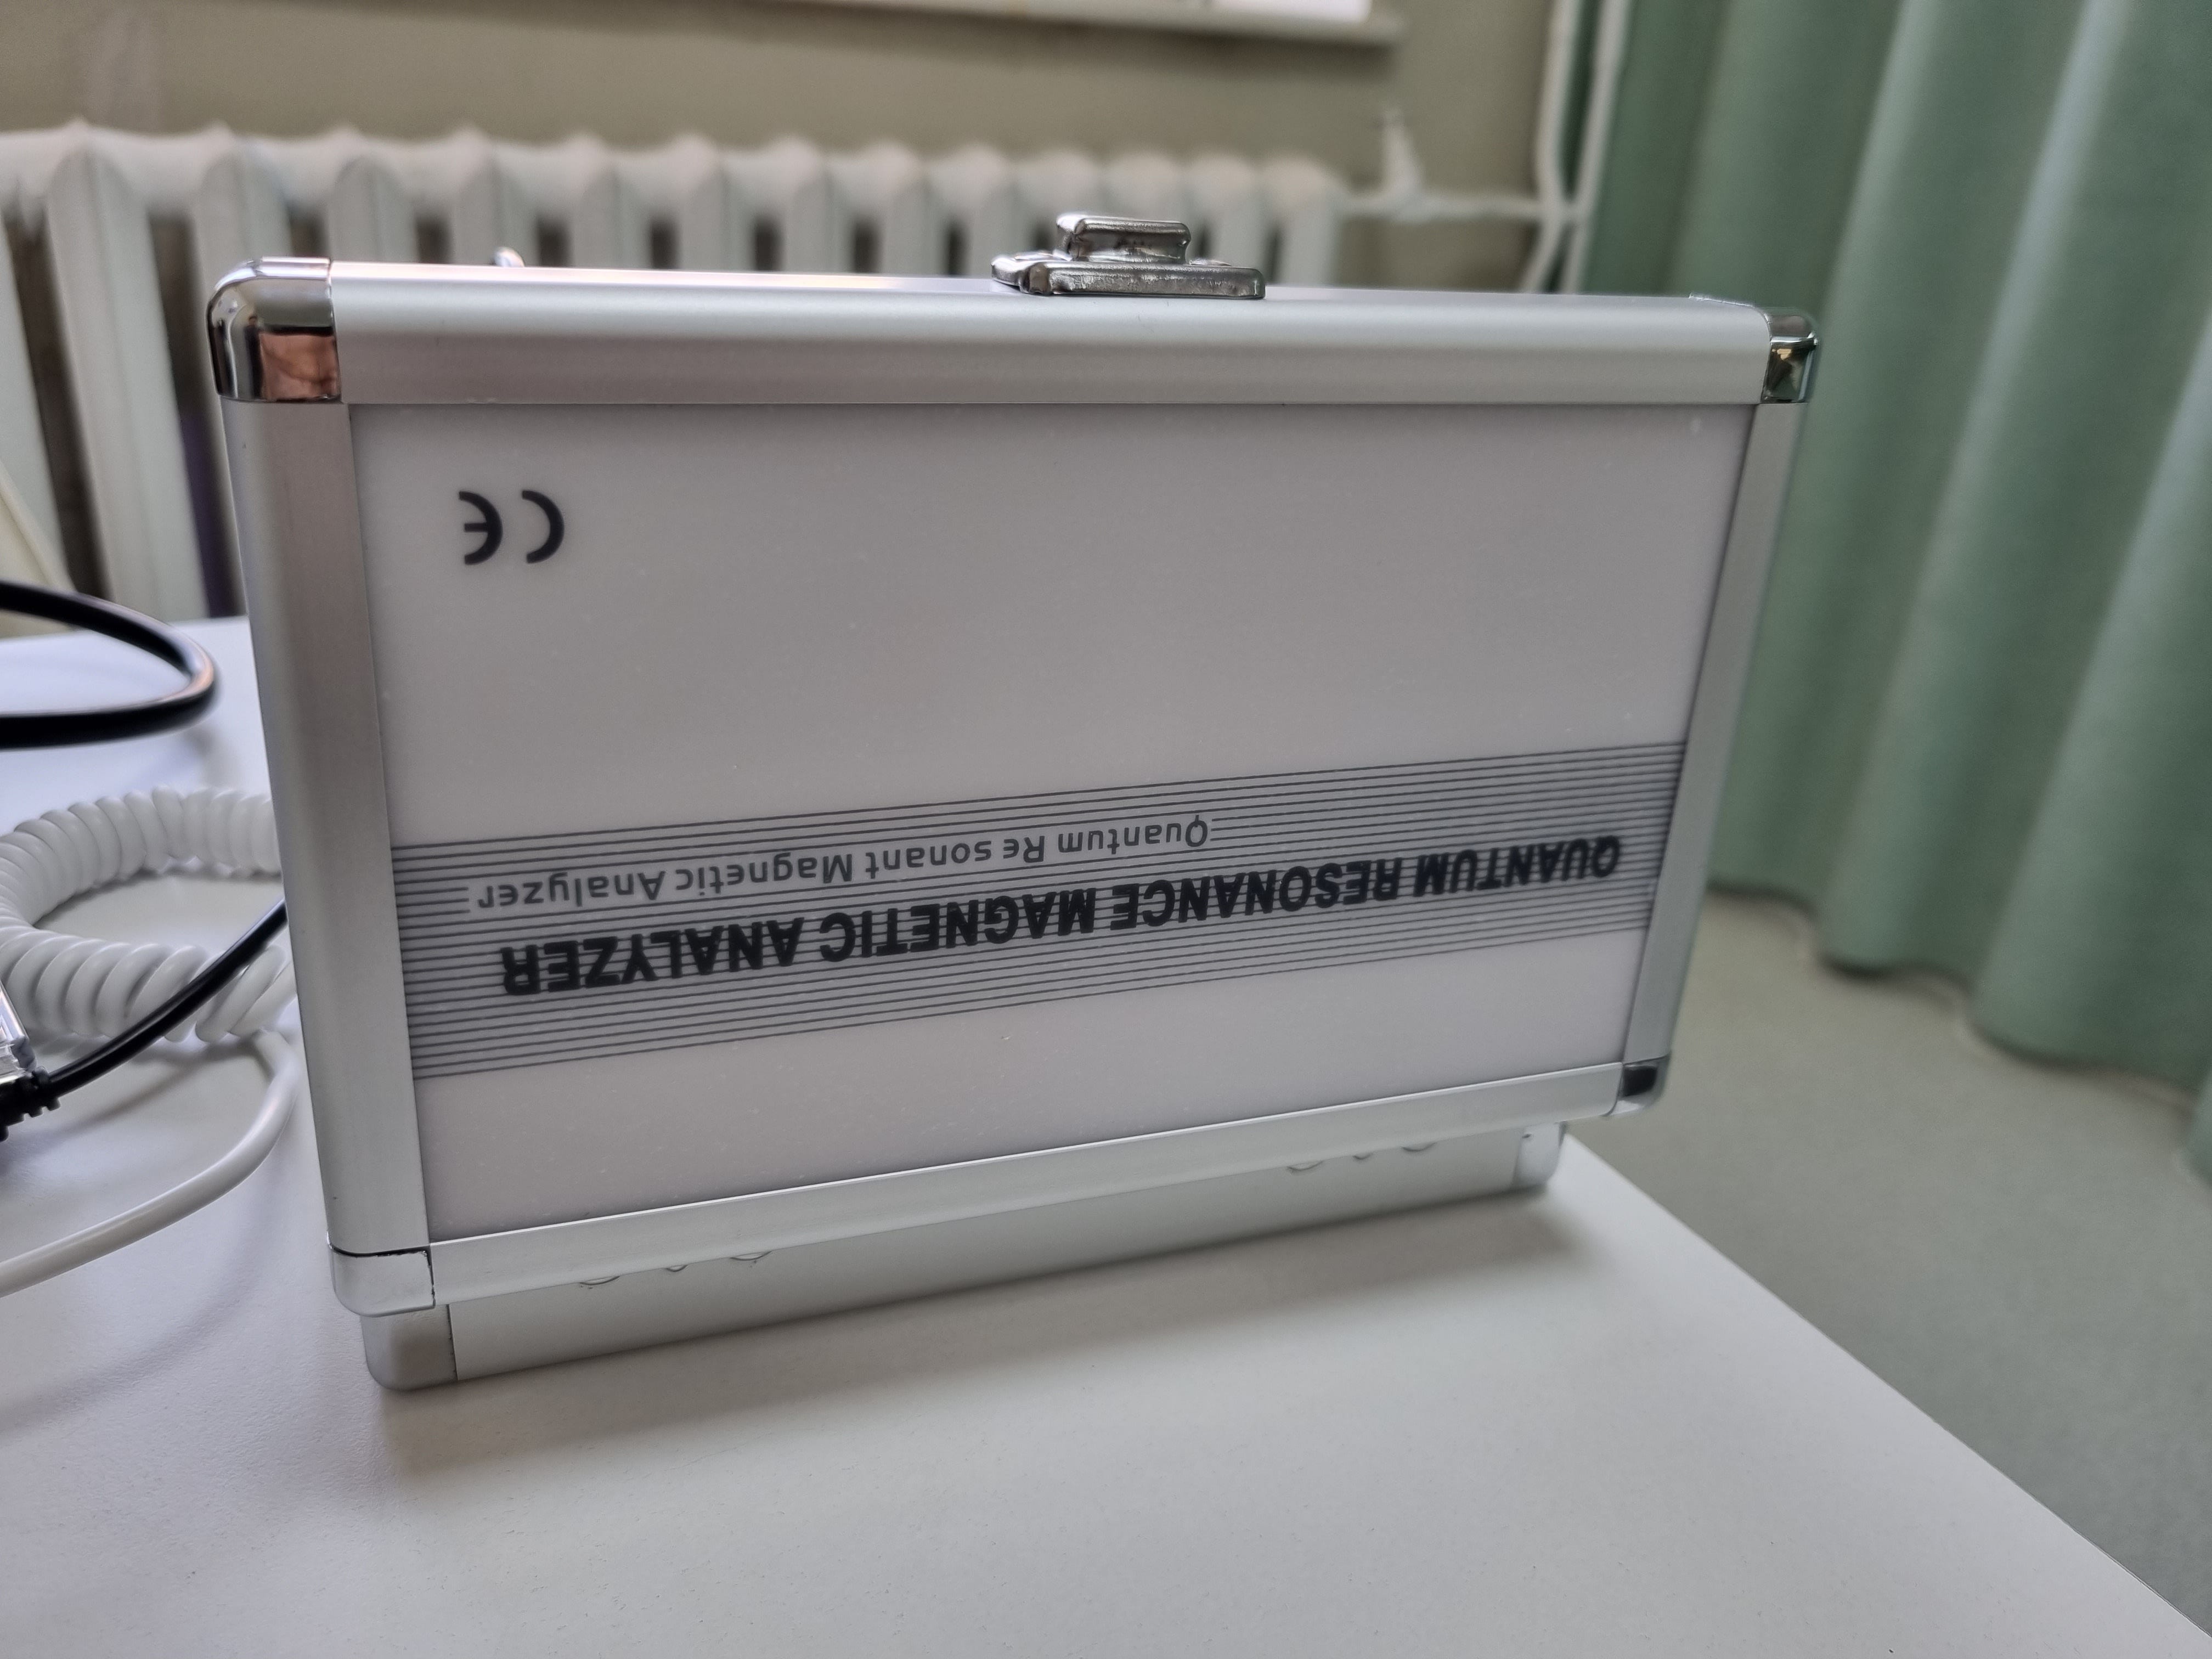 QUANTUM RESONANCE MAGNETIC ANALYZER
Quantum Re sonant Magnetic Analyzer
CE